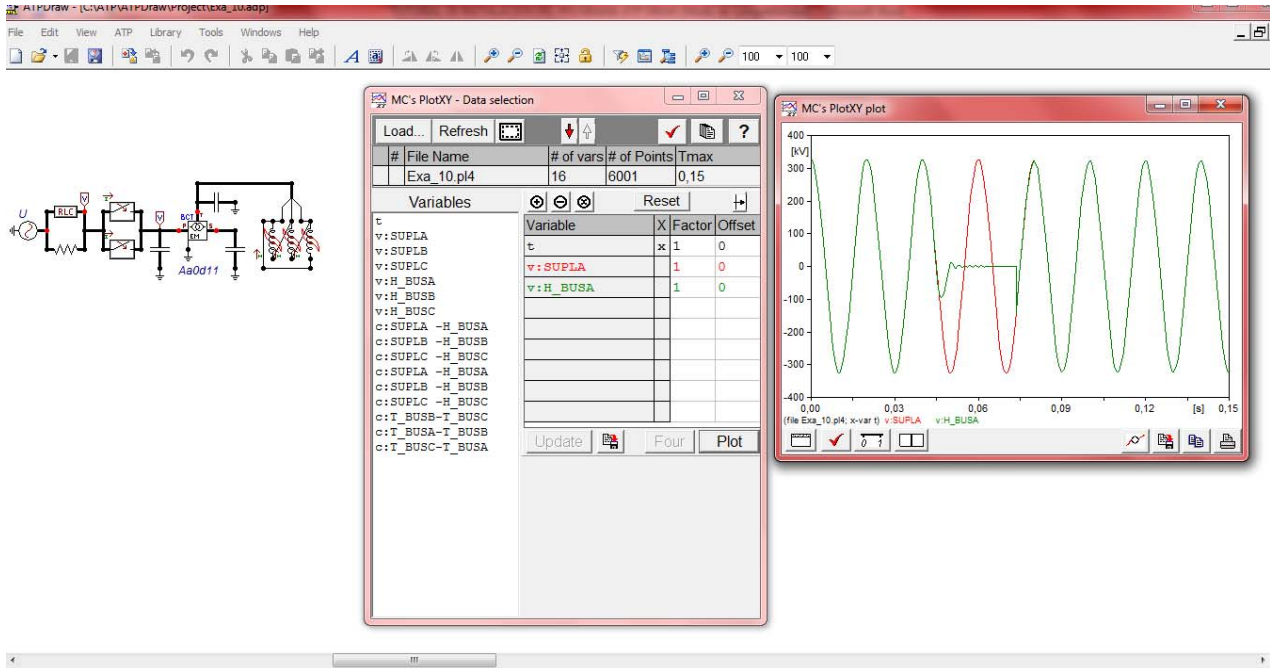 ATPDraw - [C:\ATP\ATPDraw\Project\Exa_10.adp]
File Edit View ATP Library Tools Windows Help
100 100
U
RLC
V
V
BCT
P S
T
EM
Aa0d11
MC's PlotXY - Data selection
Load... Refresh ?
# File Name # of vars # of Points Tmax
Exa_10.pl4 16 6001 0,15
Variables Reset
t
v:SUPLA
v:SUPLB
v:SUPLC
v:H_BUSA
v:H_BUSB
v:H_BUSC
c:SUPLA -H_BUSA
c:SUPLB -H_BUSB
c:SUPLC -H_BUSC
c:SUPLA -H_BUSA
c:SUPLB -H_BUSB
c:SUPLC -H_BUSC
c:T_BUSB-T_BUSC
c:T_BUSA-T_BUSB
c:T_BUSC-T_BUSA
Variable X Factor Offset
t x 1 0
v:SUPLA 1 0
v:H_BUSA 1 0
Update Four Plot
MC's PlotXY plot
400
[kV]
300
200
100
0
-100
-200
-300
-400
0,00 0,03 0,06 0,09 0,12 [s] 0,15
(file Exa_10.pl4; x-var t) v:SUPLA v:H_BUSA
0 1